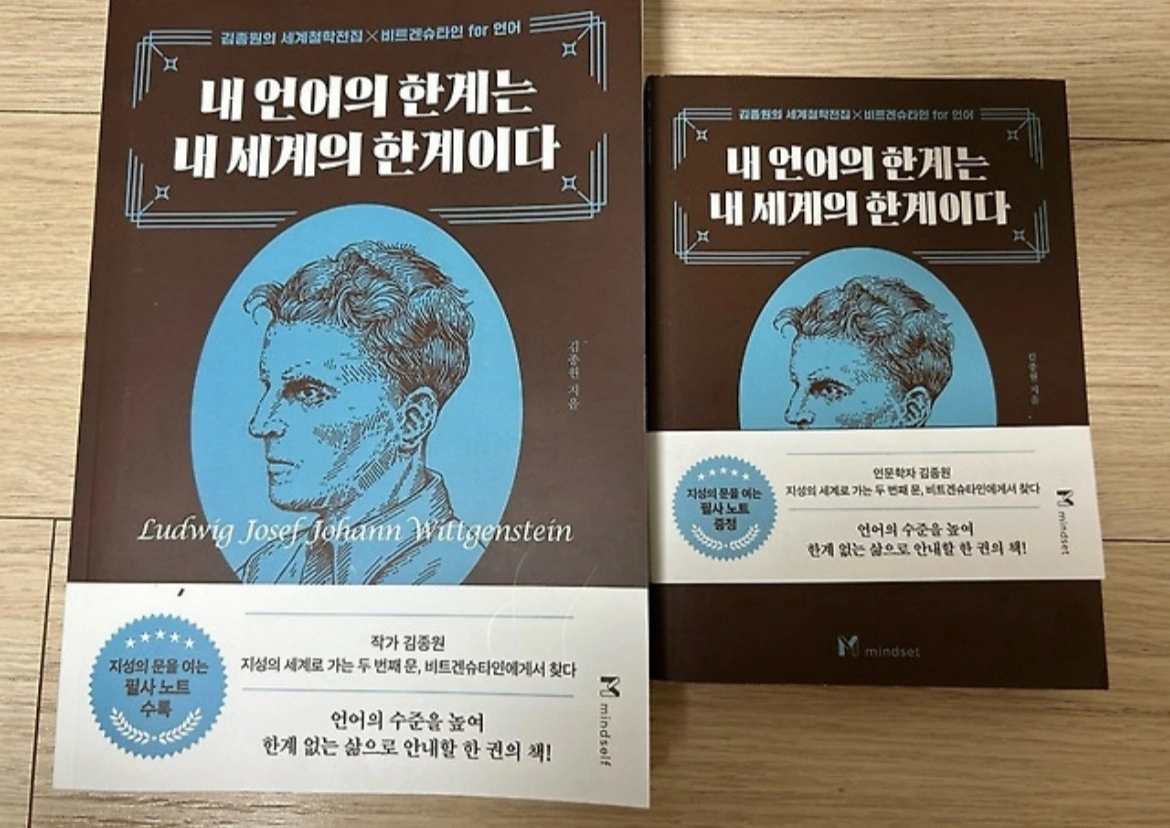 김종원의 세계철학전집×비트겐슈타인 for 언어
내 언어의 한계는
내 세계의 한계이다
김종원 지음
Ludwig Josef Johann Wittgenstein
지성의 문을 여는
필사 노트
수록
작가 김종원
지성의 세계로 가는 두 번째 문, 비트겐슈타인에게서 찾다
언어의 수준을 높여
한계 없는 삶으로 안내할 한 권의 책!
mindself
김종원의 세계철학전집×비트겐슈타인 for 언어
내 언어의 한계는
내 세계의 한계이다
김종원 지음
지성의 문을 여는
필사 노트
증정
인문학자 김종원
지성의 세계로 가는 두 번째 문, 비트겐슈타인에게서 찾다
언어의 수준을 높여
한계 없는 삶으로 안내할 한 권의 책!
mindset
mindset